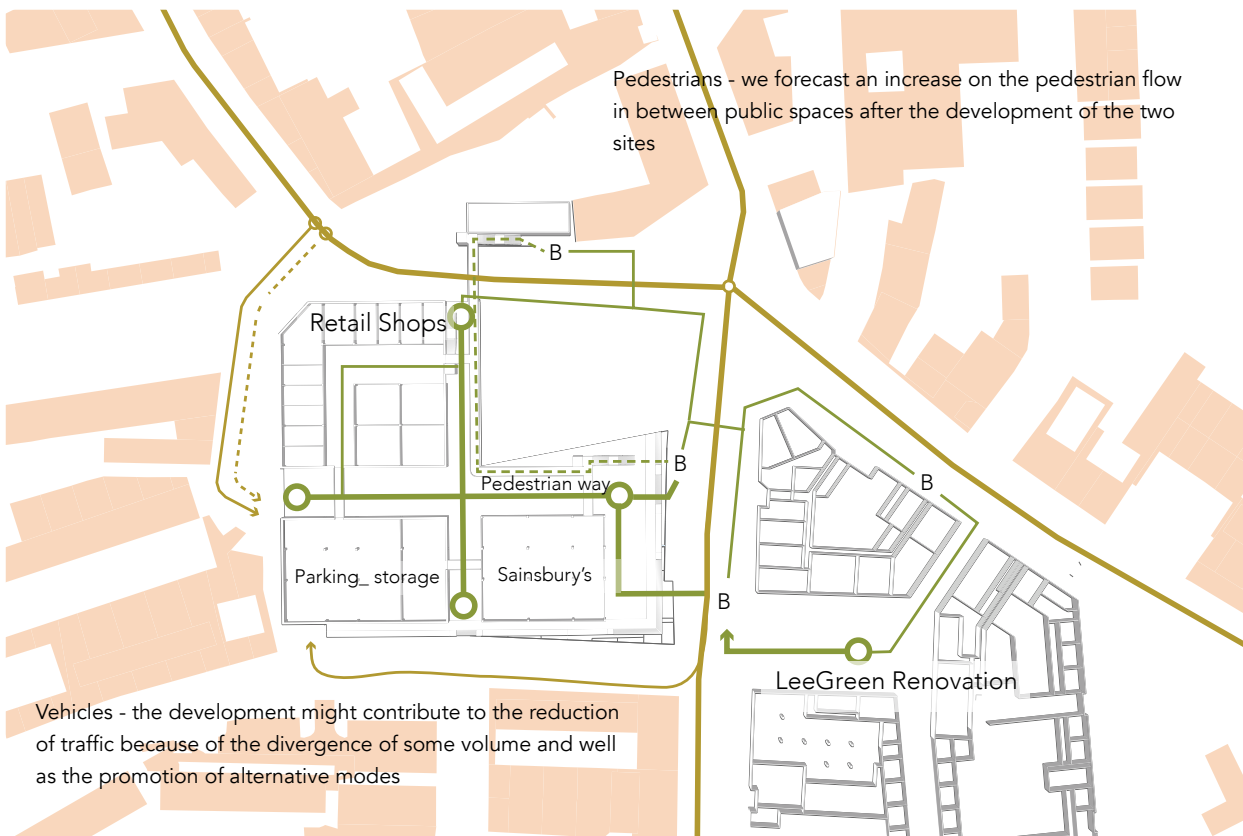 Pedestrians - we forecast an increase on the pedestrian flow
in between public spaces after the development of the two
sites
B
Retail Shops
B
Pedestrian way
B
Parking_ storage
Sainsbury's
B
LeeGreen Renovation
Vehicles - the development might contribute to the reduction
of traffic because of the divergence of some volume and well
as the promotion of alternative modes